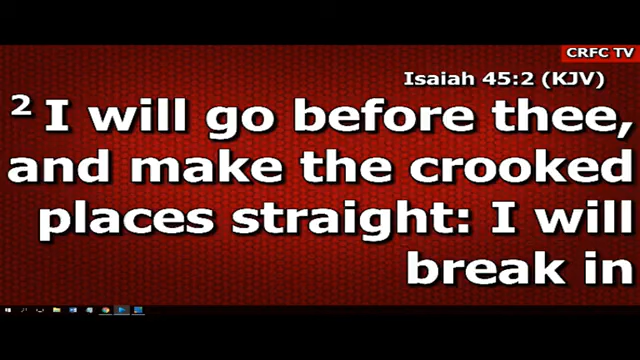 CRFC TV
Isaiah 45:2 (KJV)
2 I will go before thee,
and make the crooked
places straight: I will
break in